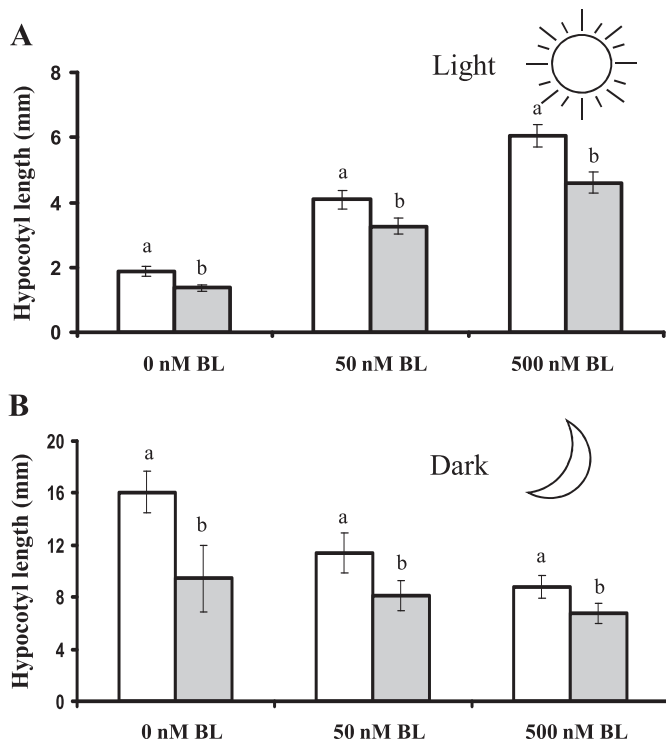 A
Light
Hypocotyl length (mm)
8
6
4
2
0
a
b
a
b
a
b
0 nM BL
50 nM BL
500 nM BL
B
Dark
Hypocotyl length (mm)
20
16
12
8
4
0
a
b
a
b
a
b
0 nM BL
50 nM BL
500 nM BL